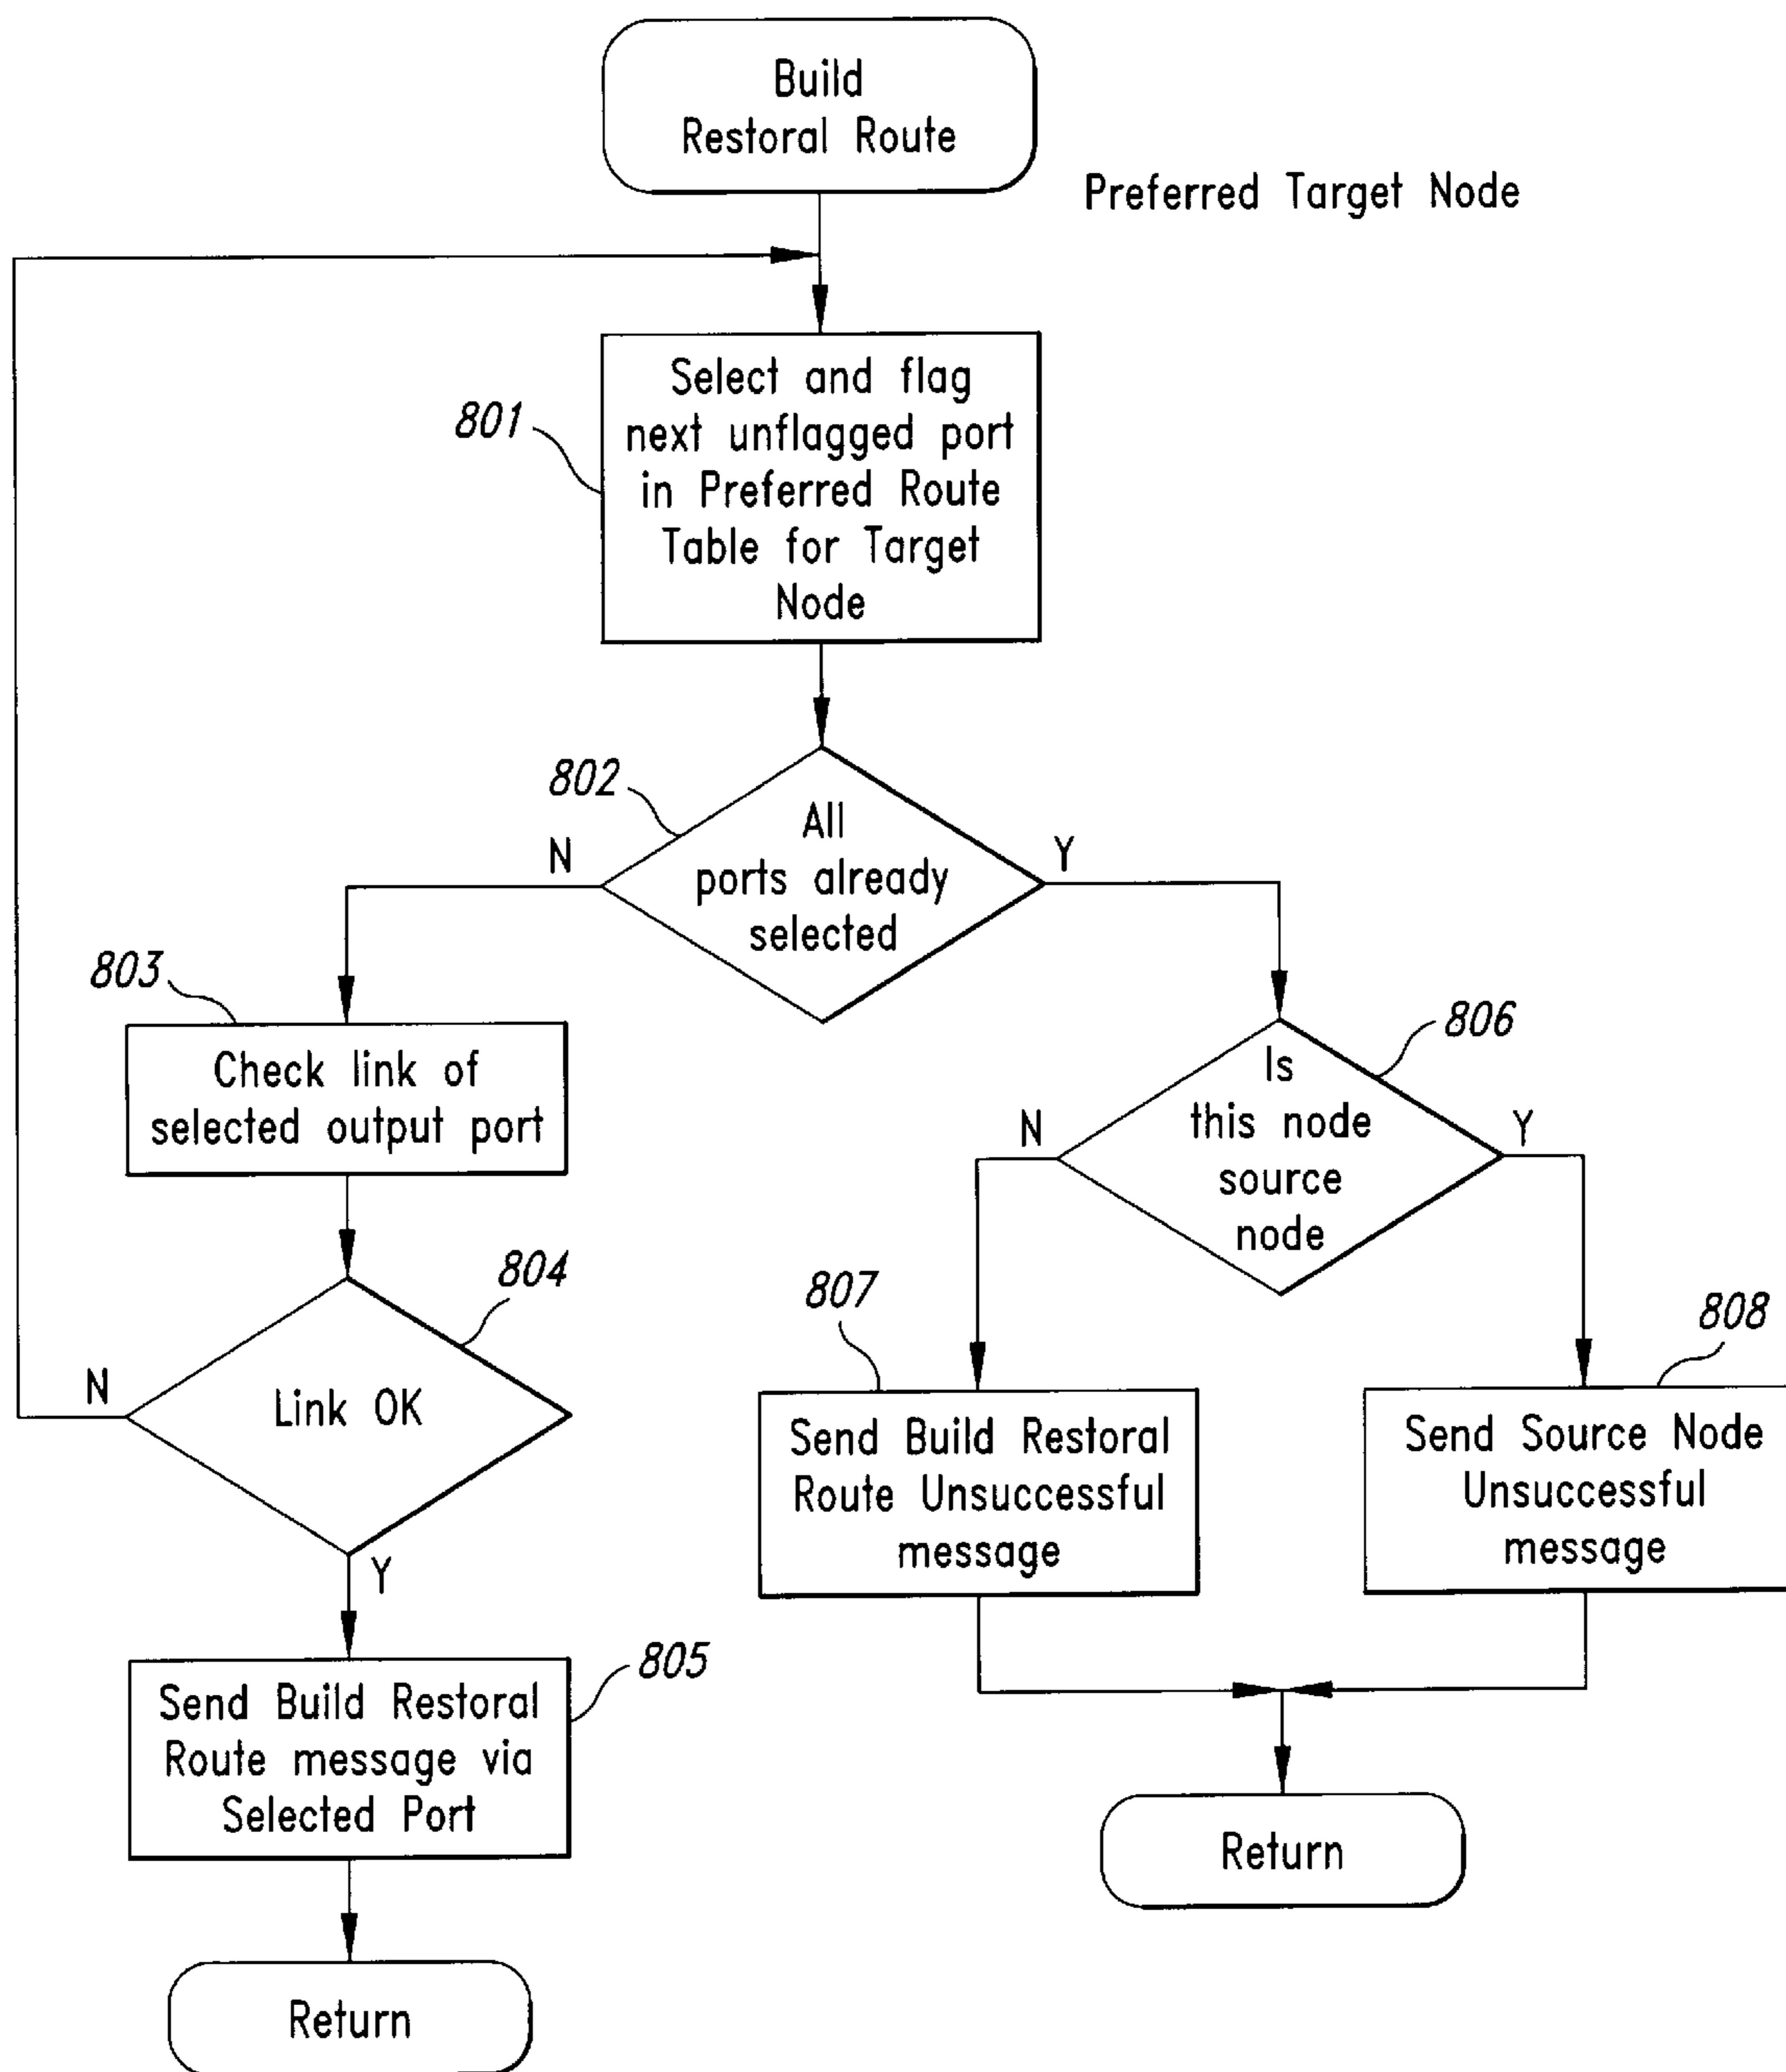 Build
Restoral Route
Preferred Target Node
801
Select and flag
next unflagged port
in Preferred Route
Table for Target
Node
802
All
ports already
selected
N
Y
803
Check link of
selected output port
806
Is
this node
source
node
N
Y
804
Link OK
N
Y
807
Send Build Restoral
Route Unsuccessful
message
808
Send Source Node
Unsuccessful
message
805
Send Build Restoral
Route message via
Selected Port
Return
Return